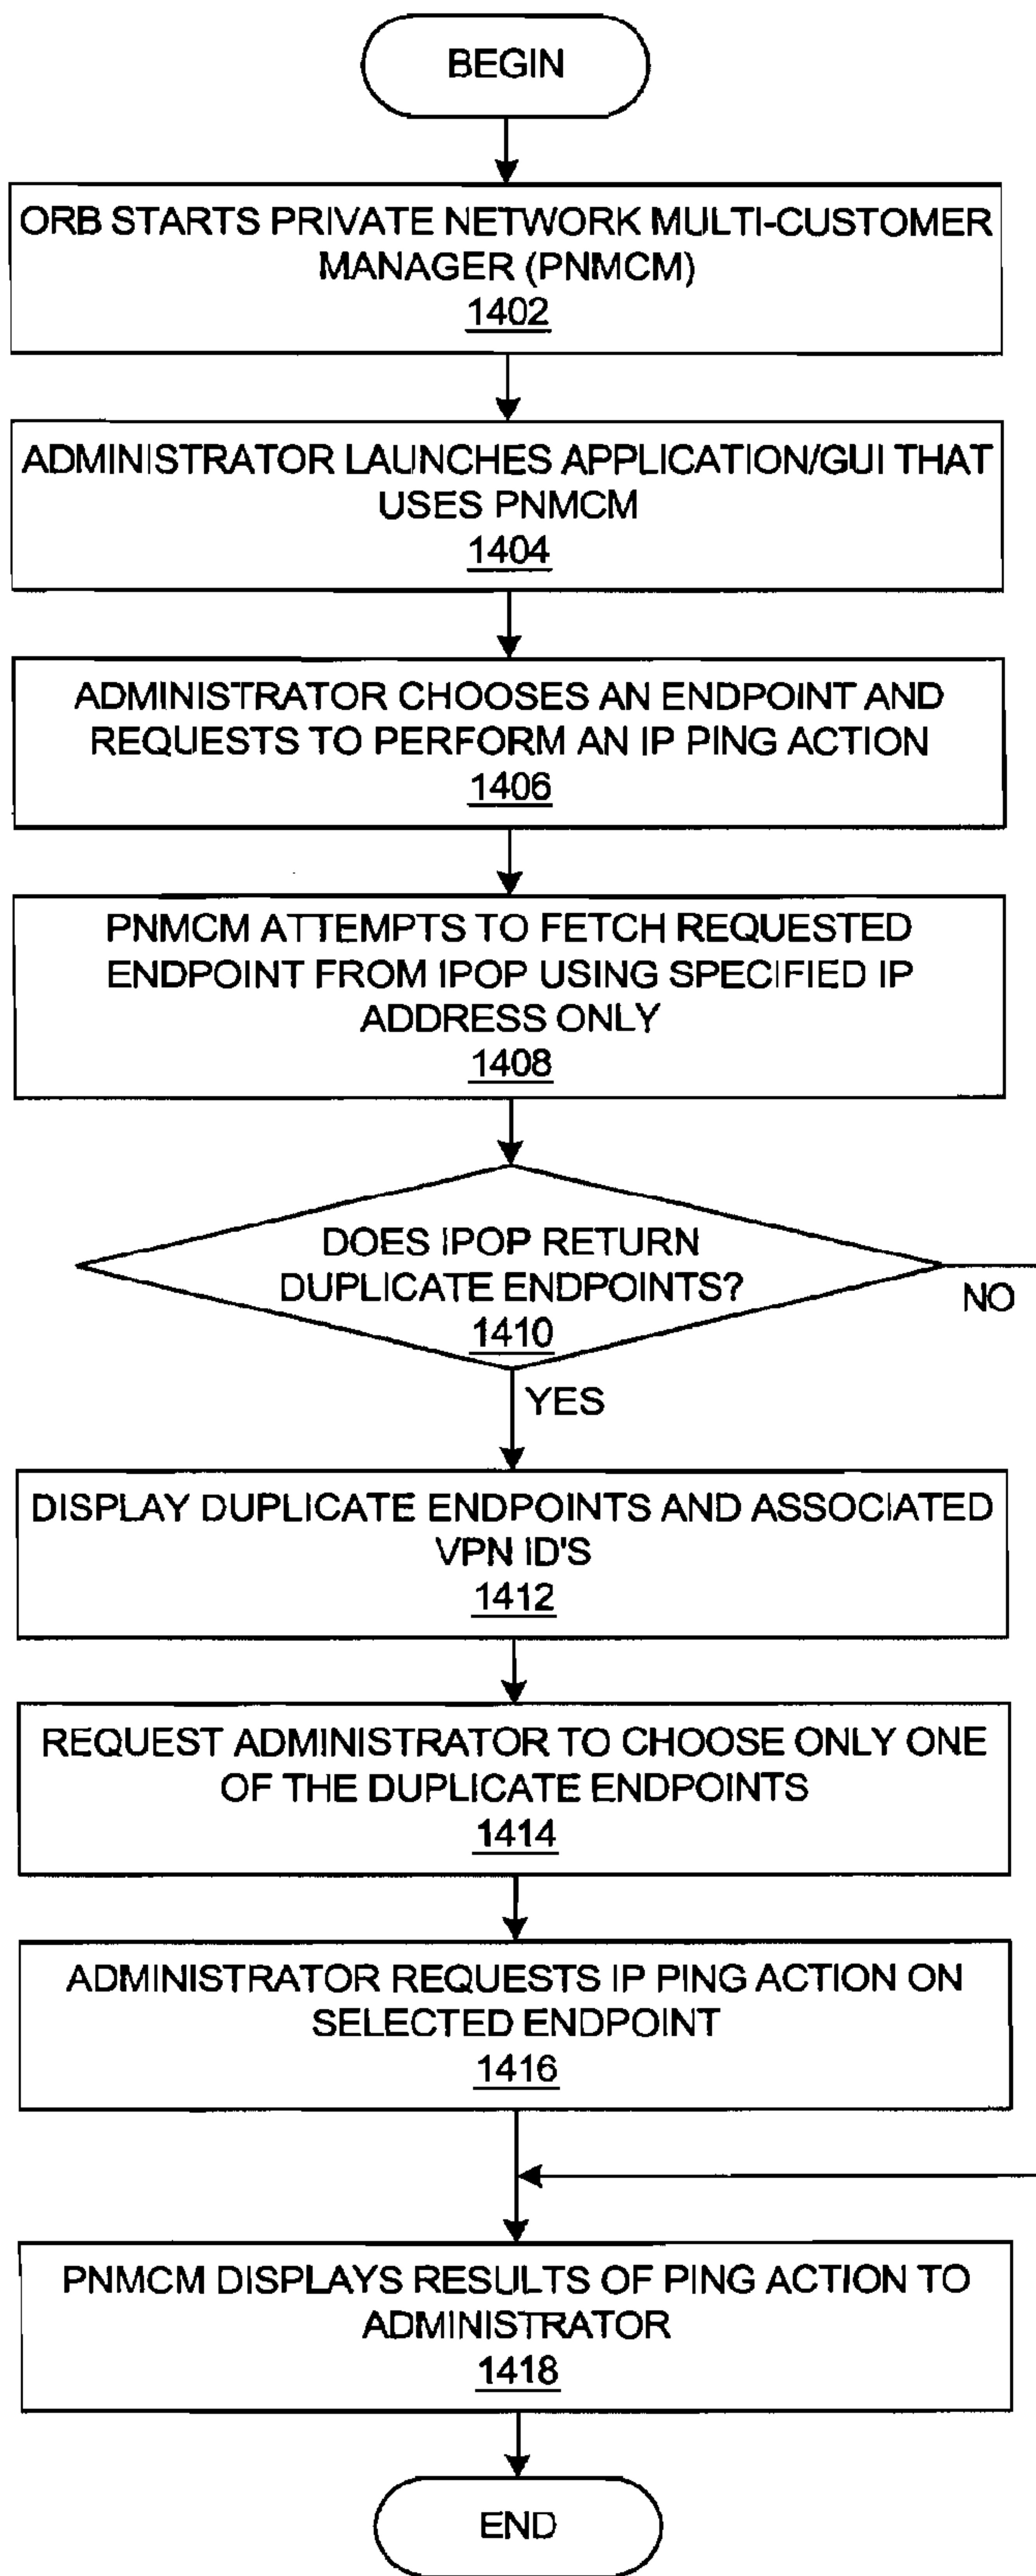 BEGIN
ORB STARTS PRIVATE NETWORK MULTI-CUSTOMER
MANAGER (PNMCM)
1402
ADMINISTRATOR LAUNCHES APPLICATION/GUI THAT
USES PNMCM
1404
ADMINISTRATOR CHOOSES AN ENDPOINT AND
REQUESTS TO PERFORM AN IP PING ACTION
1406
PNMCM ATTEMPTS TO FETCH REQUESTED
ENDPOINT FROM IPOP USING SPECIFIED IP
ADDRESS ONLY
1408
DOES IPOP RETURN
DUPLICATE ENDPOINTS?
1410
NO
YES
DISPLAY DUPLICATE ENDPOINTS AND ASSOCIATED
VPN ID'S
1412
REQUEST ADMINISTRATOR TO CHOOSE ONLY ONE
OF THE DUPLICATE ENDPOINTS
1414
ADMINISTRATOR REQUESTS IP PING ACTION ON
SELECTED ENDPOINT
1416
PNMCM DISPLAYS RESULTS OF PING ACTION TO
ADMINISTRATOR
1418
END